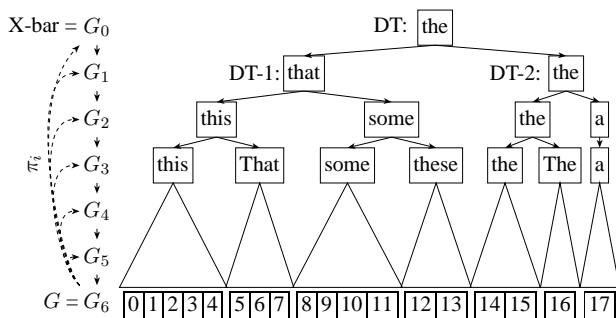 X-bar = G₀ DT: the
G₁ DT-1: that DT-2: the
G₂ this some the a
πᵢ G₃ this That some these the The a
G₄
G₅
G = G₆ 0 1 2 3 4 5 6 7 8 9 10 11 12 13 14 15 16 17